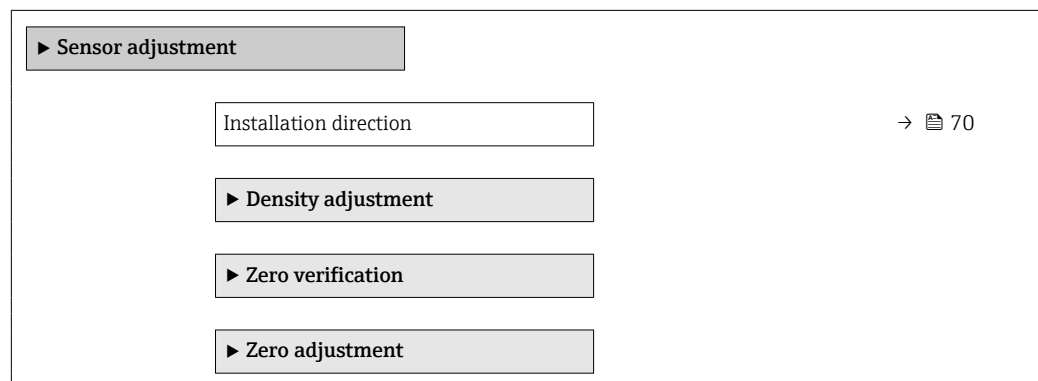 ▶ Sensor adjustment
Installation direction → 70
▶ Density adjustment
▶ Zero verification
▶ Zero adjustment